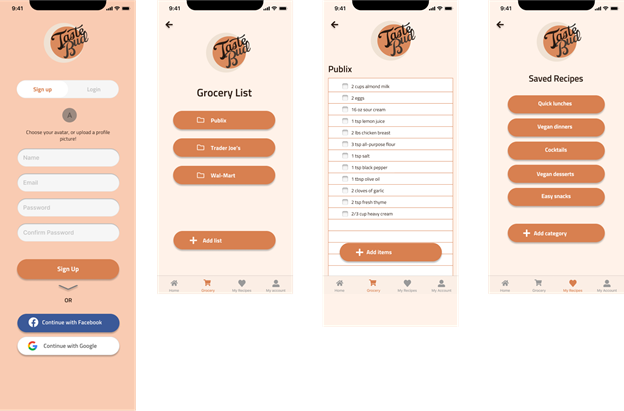 9:41
Taste
Bud
Sign up
Login
A
Choose your avatar, or upload a profile
picture!
Name
Email
Password
Confirm Password
Sign Up
OR
Continue with Facebook
Continue with Google
9:41
Taste
Bud
Grocery List
Publix
Trader Joe's
Wal-Mart
Add list
Home
Grocery
My Recipes
My account
9:41
Taste
Bud
Publix
2 cups almond milk
2 eggs
16 oz sour cream
1 tsp lemon juice
2 lbs chicken breast
3 tsp all-purpose flour
1 tsp salt
1 tsp black pepper
1 tbsp olive oil
2 cloves of garlic
2 tsp fresh thyme
2/3 cup heavy cream
Add items
Home
Grocery
My Recipes
My Account
9:41
Taste
Bud
Saved Recipes
Quick lunches
Vegan dinners
Cocktails
Vegan desserts
Easy snacks
Add category
Home
Grocery
My Recipes
My Account